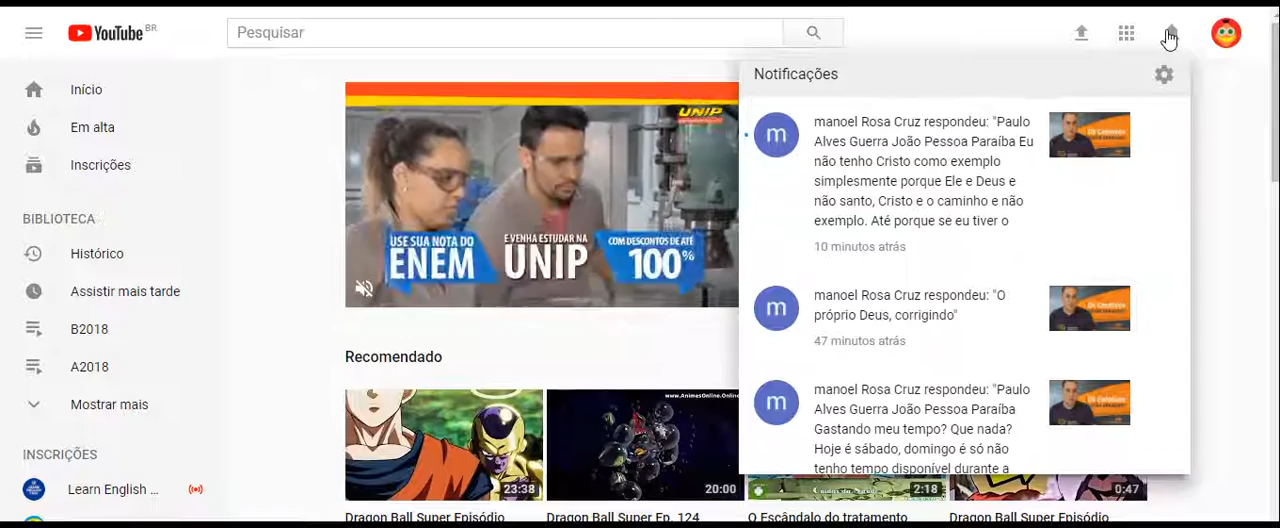 YouTube BR
Pesquisar
Início
Em alta
Inscrições
BIBLIOTECA
Histórico
Assistir mais tarde
B2018
A2018
Mostrar mais
INSCRIÇÕES
Learn English ...
UNIP
USE SUA NOTA DO
ENEM
E VENHA ESTUDAR NA
UNIP
COM DESCONTOS DE ATÉ
100%
Recomendado
www.AnimesOnline.Online
23:38
20:00
2:18
0:47
Dragon Ball Super Episódio
Dragon Ball Super Ep. 124
O Escândalo do tratamento
Dragon Ball Super Episódio
Notificações
m
manoel Rosa Cruz respondeu: "Paulo
Alves Guerra João Pessoa Paraíba Eu
não tenho Cristo como exemplo
simplesmente porque Ele e Deus e
não santo, Cristo e o caminho e não
exemplo. Até porque se eu tiver o
10 minutos atrás
m
manoel Rosa Cruz respondeu: "O
próprio Deus, corrigindo"
47 minutos atrás
m
manoel Rosa Cruz respondeu: "Paulo
Alves Guerra João Pessoa Paraíba
Gastando meu tempo? Que nada?
Hoje é sábado, domingo é só não
tenho tempo disponível durante a